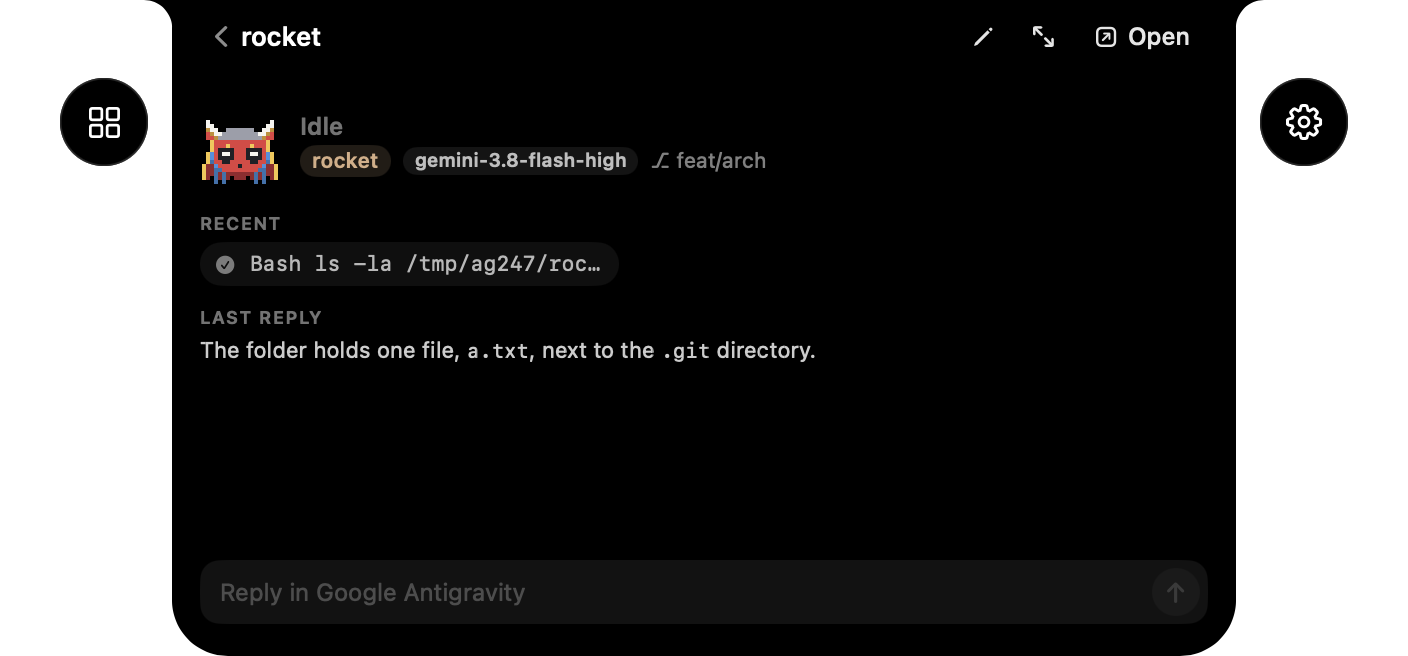 rocket
Open
Idle
rocket gemini-3.8-flash-high feat/arch
RECENT
Bash ls -la /tmp/ag247/roc…
LAST REPLY
The folder holds one file, a.txt, next to the .git directory.
Reply in Google Antigravity